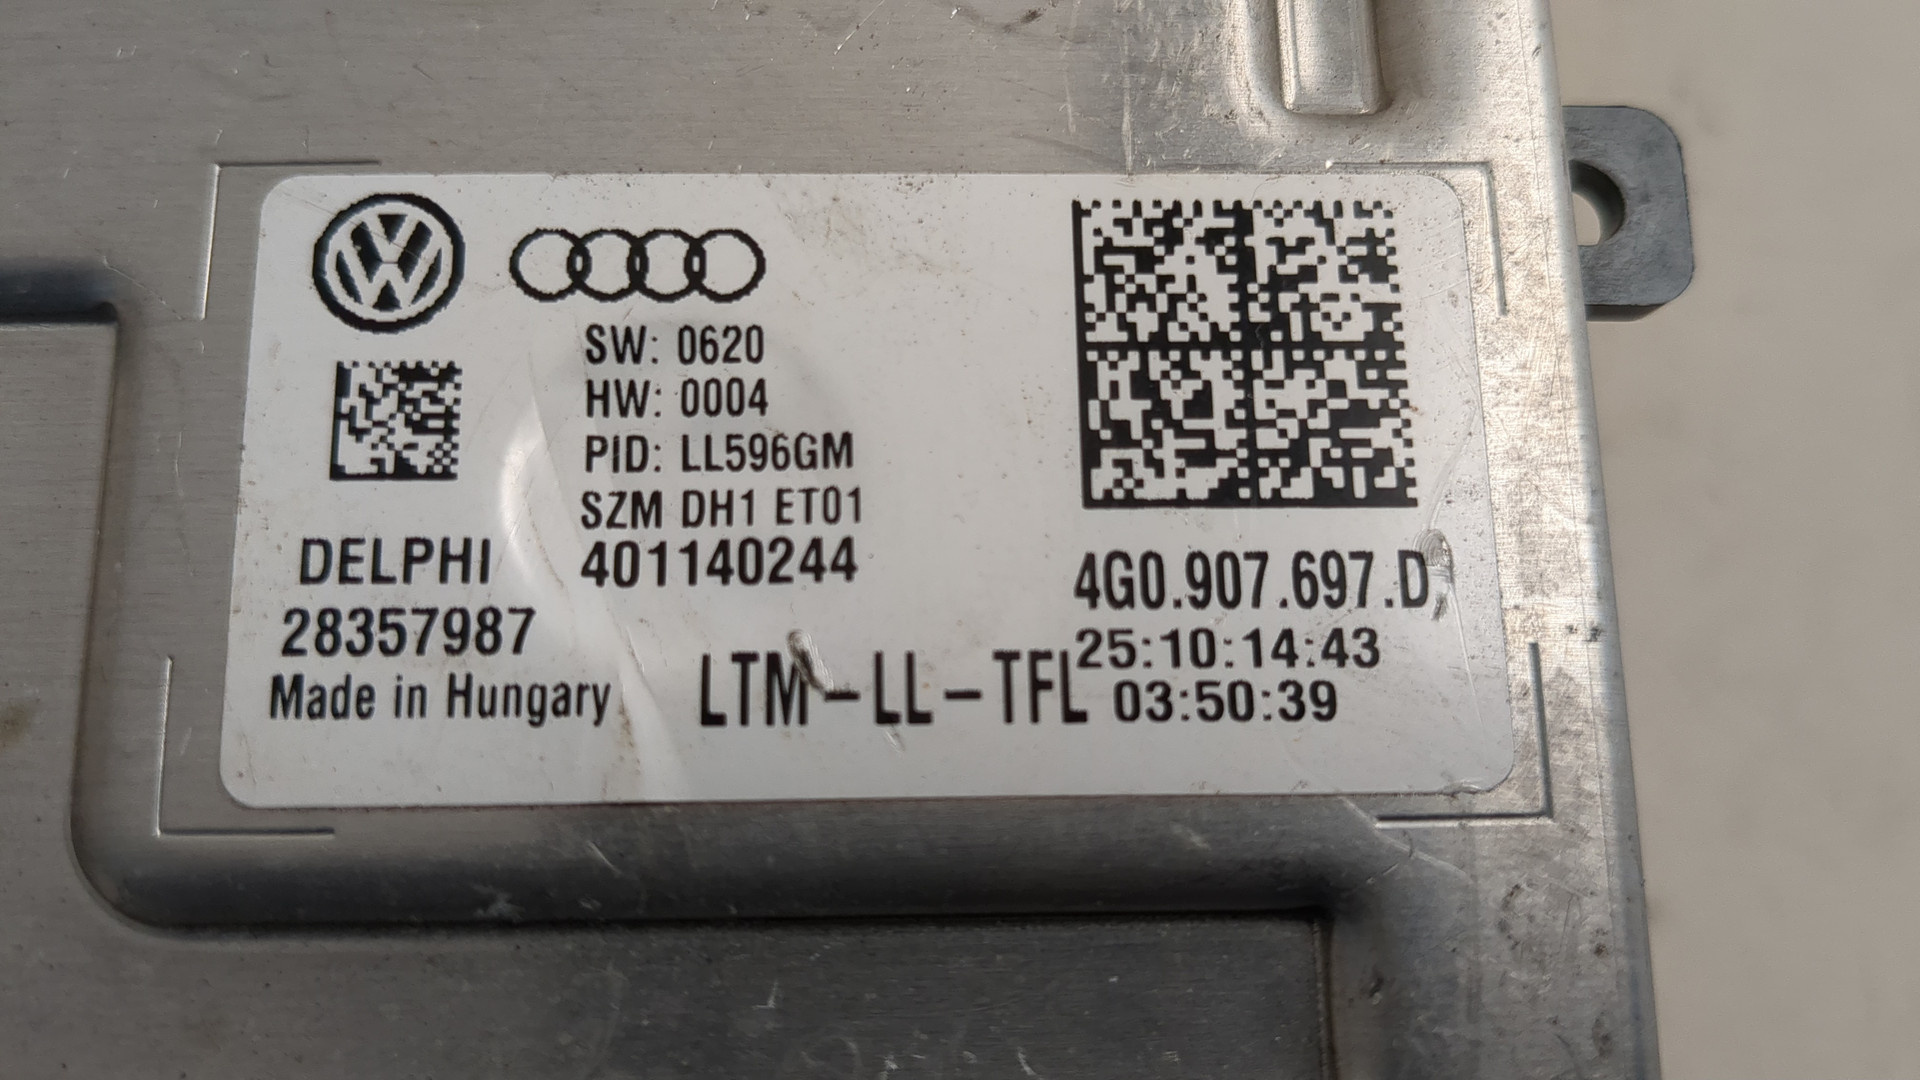 SW: 0620
HW: 0004
PID: LL596GM
SZM DH1 ET01
DELPHI 401140244
28357987
Made in Hungary
LTM-LL-TFL
4G0.907.697.D
25:10:14:43
03:50:39